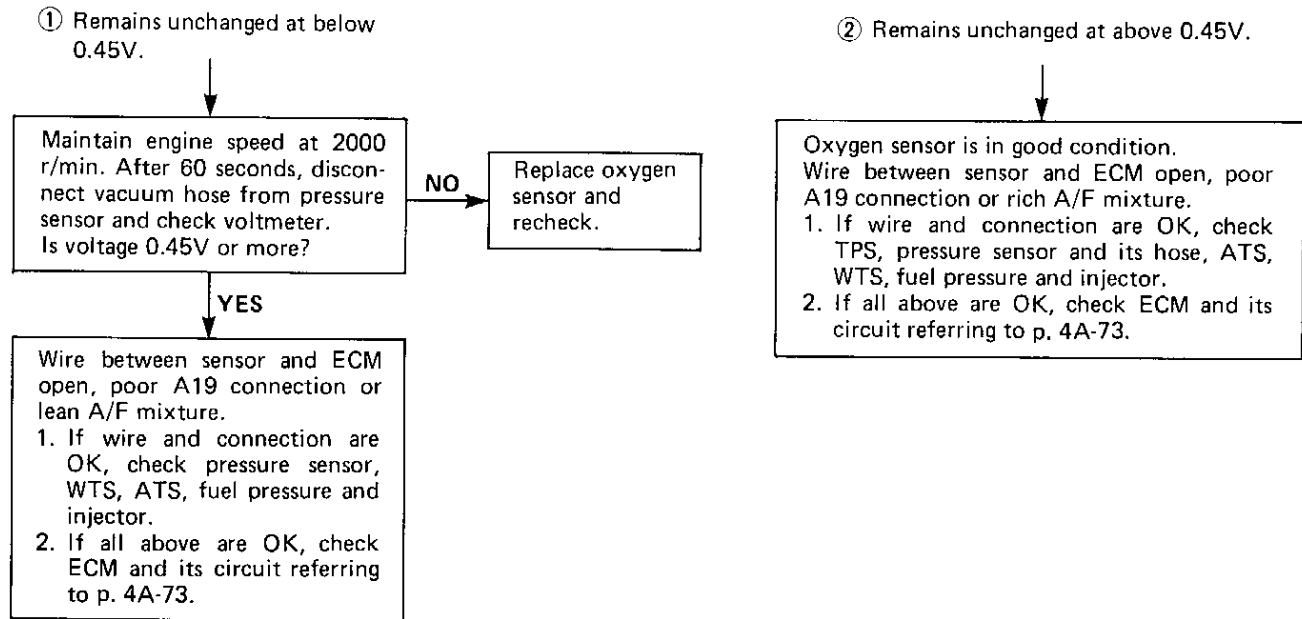 ① Remains unchanged at below
0.45V.
Maintain engine speed at 2000
r/min. After 60 seconds, discon-
nect vacuum hose from pressure
sensor and check voltmeter.
Is voltage 0.45V or more?
NO
Replace oxygen
sensor and
recheck.
YES
Wire between sensor and ECM
open, poor A19 connection or
lean A/F mixture.
1. If wire and connection are
OK, check pressure sensor,
WTS, ATS, fuel pressure and
injector.
2. If all above are OK, check
ECM and its circuit referring
to p. 4A-73.
② Remains unchanged at above 0.45V.
Oxygen sensor is in good condition.
Wire between sensor and ECM open, poor
A19 connection or rich A/F mixture.
1. If wire and connection are OK, check
TPS, pressure sensor and its hose, ATS,
WTS, fuel pressure and injector.
2. If all above are OK, check ECM and its
circuit referring to p. 4A-73.